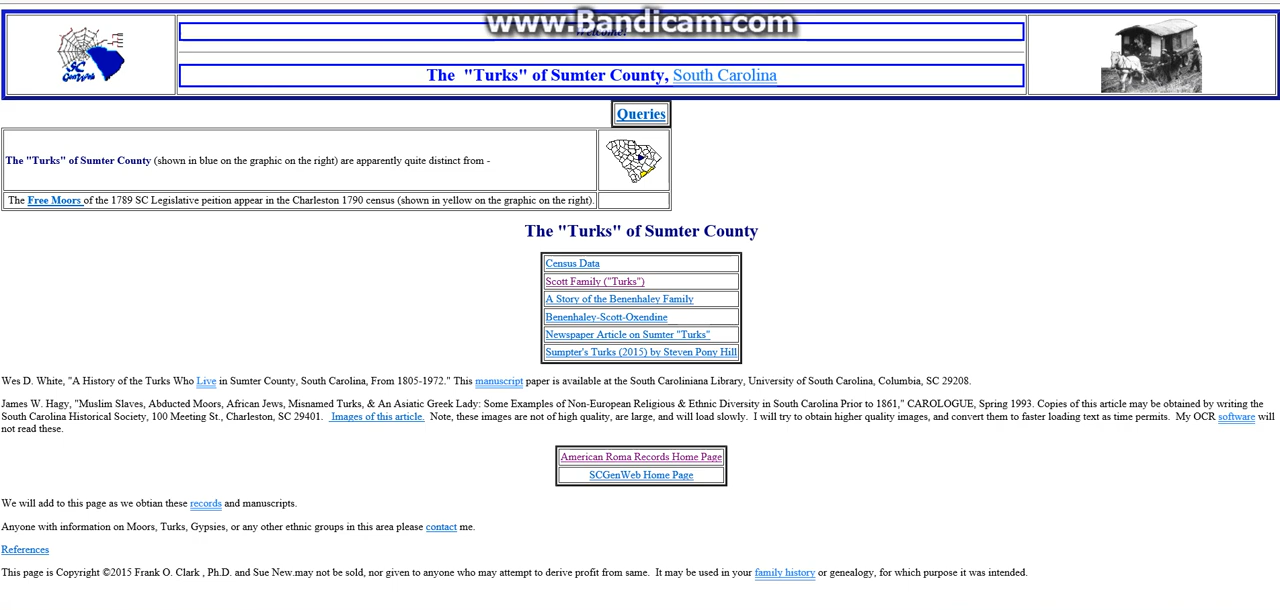 www.Bandicam.com
Welcome!
SC
GenWeb
The "Turks" of Sumter County, South Carolina
Queries
The "Turks" of Sumter County (shown in blue on the graphic on the right) are apparently quite distinct from -
The Free Moors of the 1789 SC Legislative peition appear in the Charleston 1790 census (shown in yellow on the graphic on the right).
The "Turks" of Sumter County
Census Data
Scott Family ("Turks")
A Story of the Benenhaley Family
Benenhaley-Scott-Oxendine
Newspaper Article on Sumter "Turks"
Sumpter's Turks (2015) by Steven Pony Hill
Wes D. White, "A History of the Turks Who Live in Sumter County, South Carolina, From 1805-1972." This manuscript paper is available at the South Caroliniana Library, University of South Carolina, Columbia, SC 29208.
James W. Hagy, "Muslim Slaves, Abducted Moors, African Jews, Misnamed Turks, & An Asiatic Greek Lady: Some Examples of Non-European Religious & Ethnic Diversity in South Carolina Prior to 1861," CAROLOGUE, Spring 1993. Copies of this article may be obtained by writing the
South Carolina Historical Society, 100 Meeting St., Charleston, SC 29401. Images of this article. Note, these images are not of high quality, are large, and will load slowly. I will try to obtain higher quality images, and convert them to faster loading text as time permits. My OCR software will
not read these.
American Roma Records Home Page
SCGenWeb Home Page
We will add to this page as we obtian these records and manuscripts.
Anyone with information on Moors, Turks, Gypsies, or any other ethnic groups in this area please contact me.
References
This page is Copyright ©2015 Frank O. Clark , Ph.D. and Sue New.may not be sold, nor given to anyone who may attempt to derive profit from same. It may be used in your family history or genealogy, for which purpose it was intended.